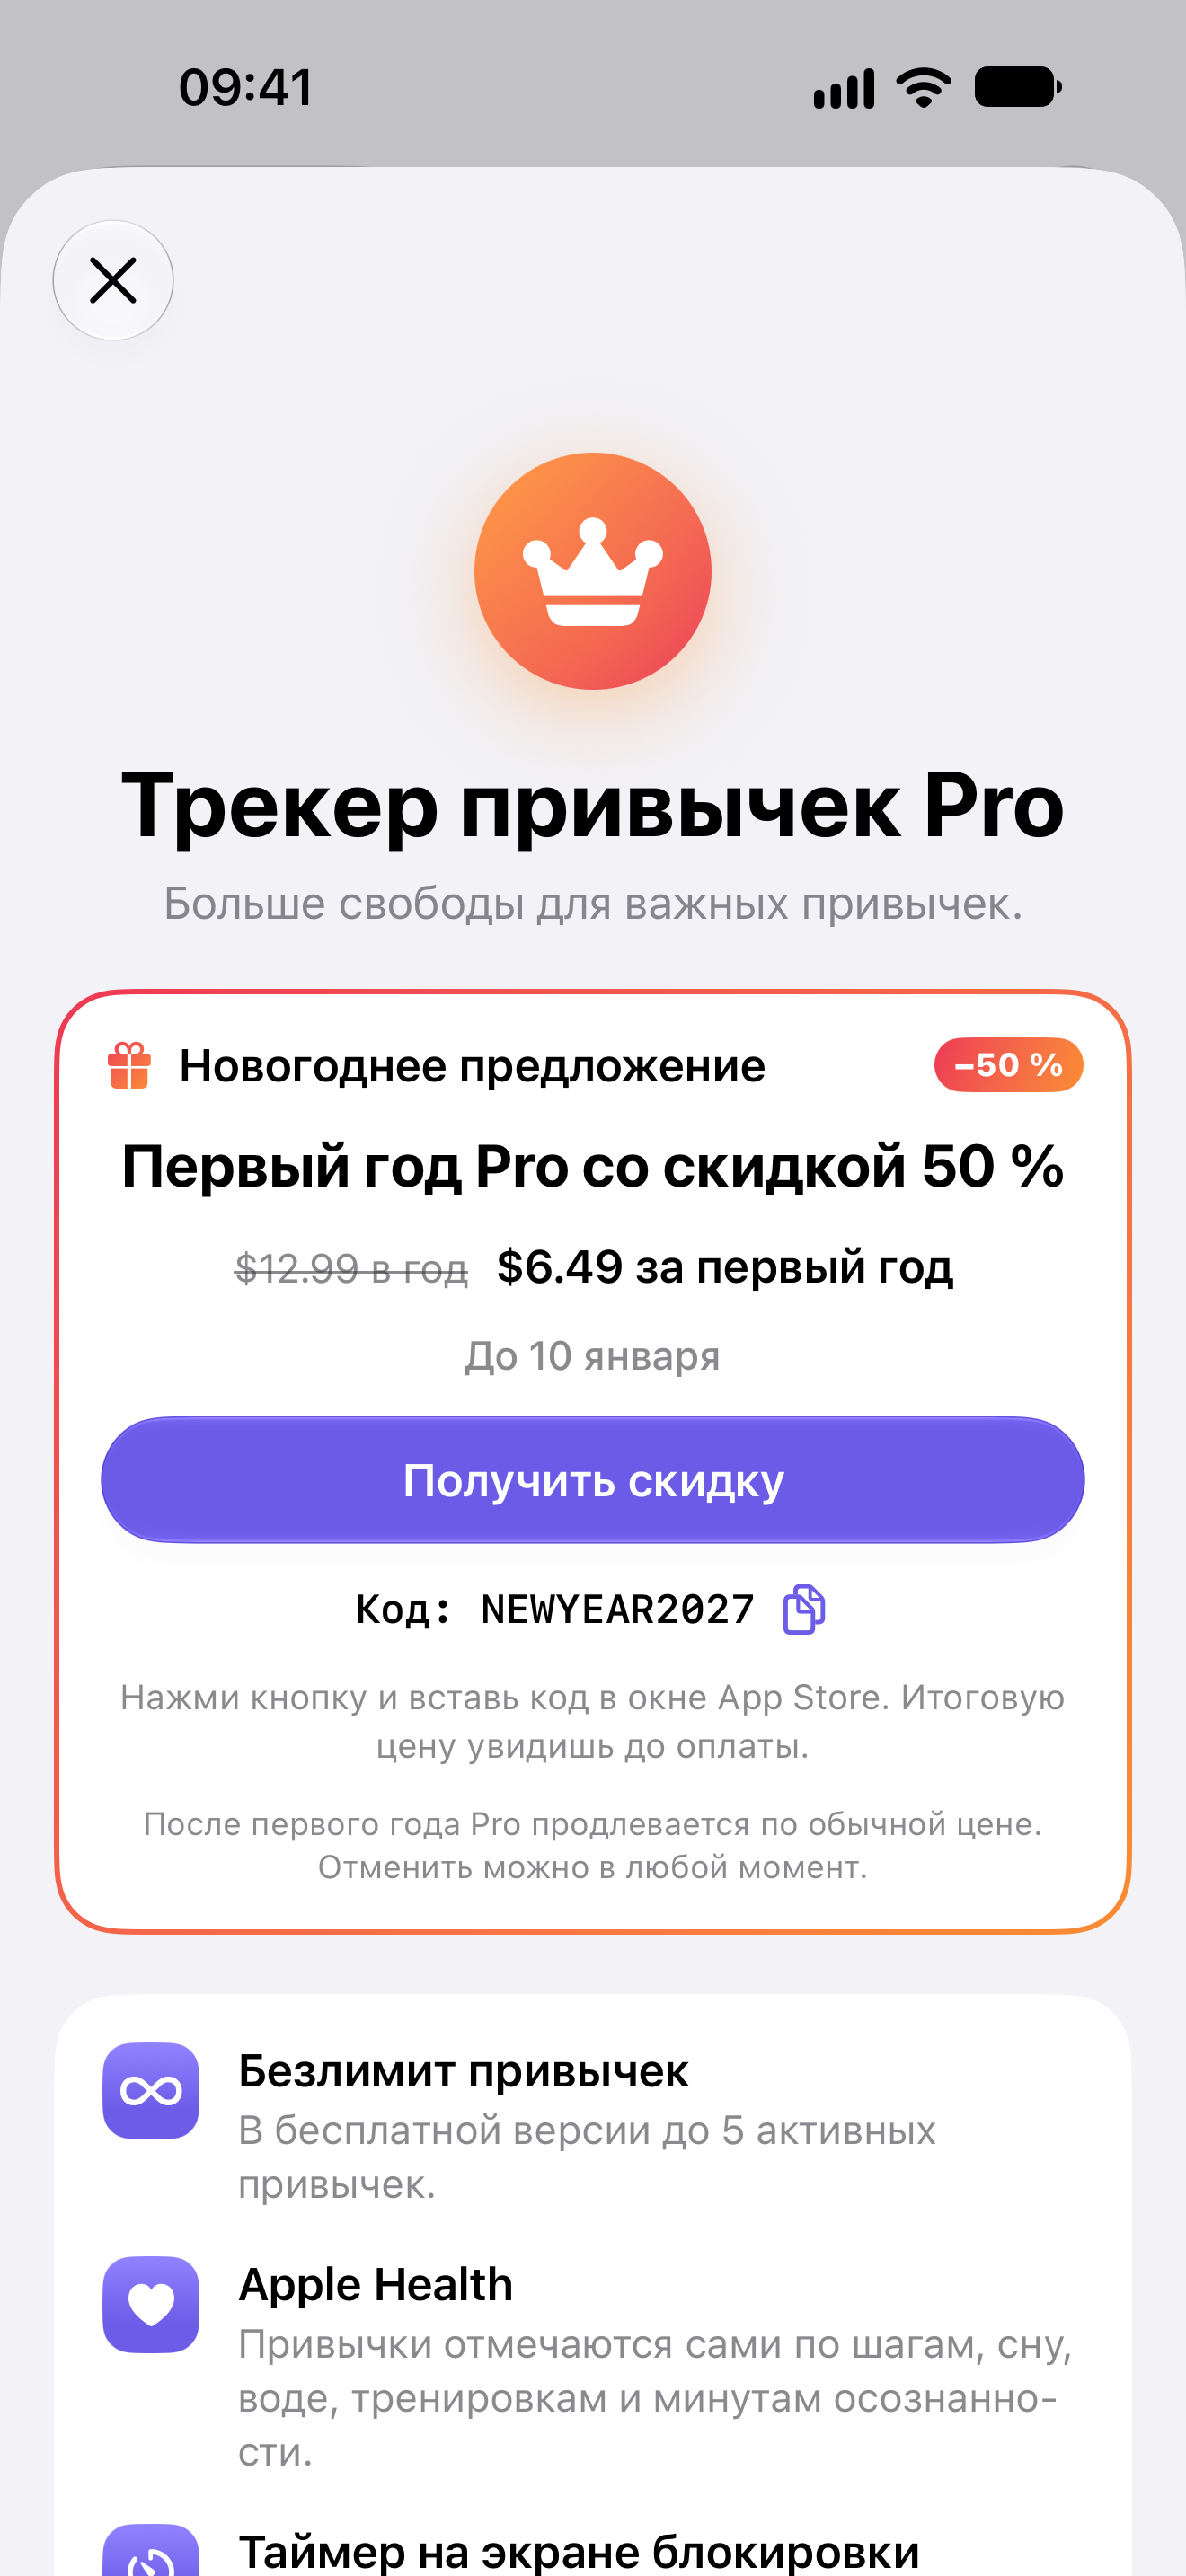 09:41
Трекер привычек Pro
Больше свободы для важных привычек.
Новогоднее предложение
−50 %
Первый год Pro со скидкой 50 %
$12.99 в год $6.49 за первый год
До 10 января
Получить скидку
Код: NEWYEAR2027
Нажми кнопку и вставь код в окне App Store. Итоговую
цену увидишь до оплаты.
После первого года Pro продлевается по обычной цене.
Отменить можно в любой момент.
Безлимит привычек
В бесплатной версии до 5 активных
привычек.
Apple Health
Привычки отмечаются сами по шагам, сну,
воде, тренировкам и минутам осознанно-
сти.
Таймер на экране блокировки